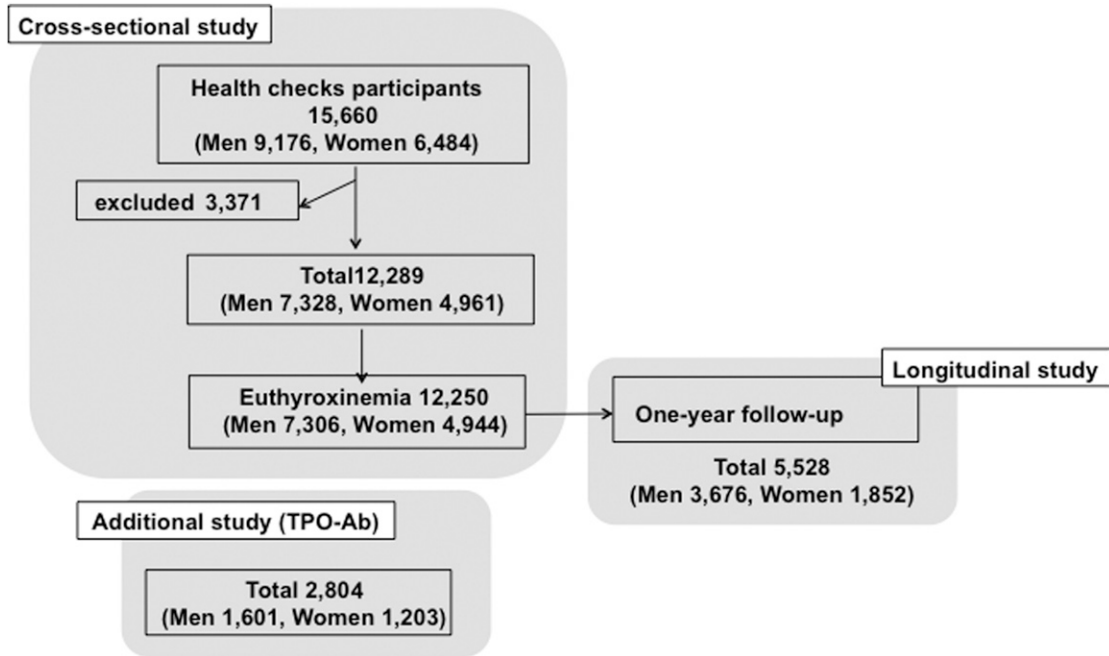 Cross-sectional study
Health checks participants
15,660
(Men 9,176, Women 6,484)
excluded 3,371
Total12,289
(Men 7,328, Women 4,961)
Euthyroxinemia 12,250
(Men 7,306, Women 4,944)
Longitudinal study
One-year follow-up
Total 5,528
(Men 3,676, Women 1,852)
Additional study (TPO-Ab)
Total 2,804
(Men 1,601, Women 1,203)